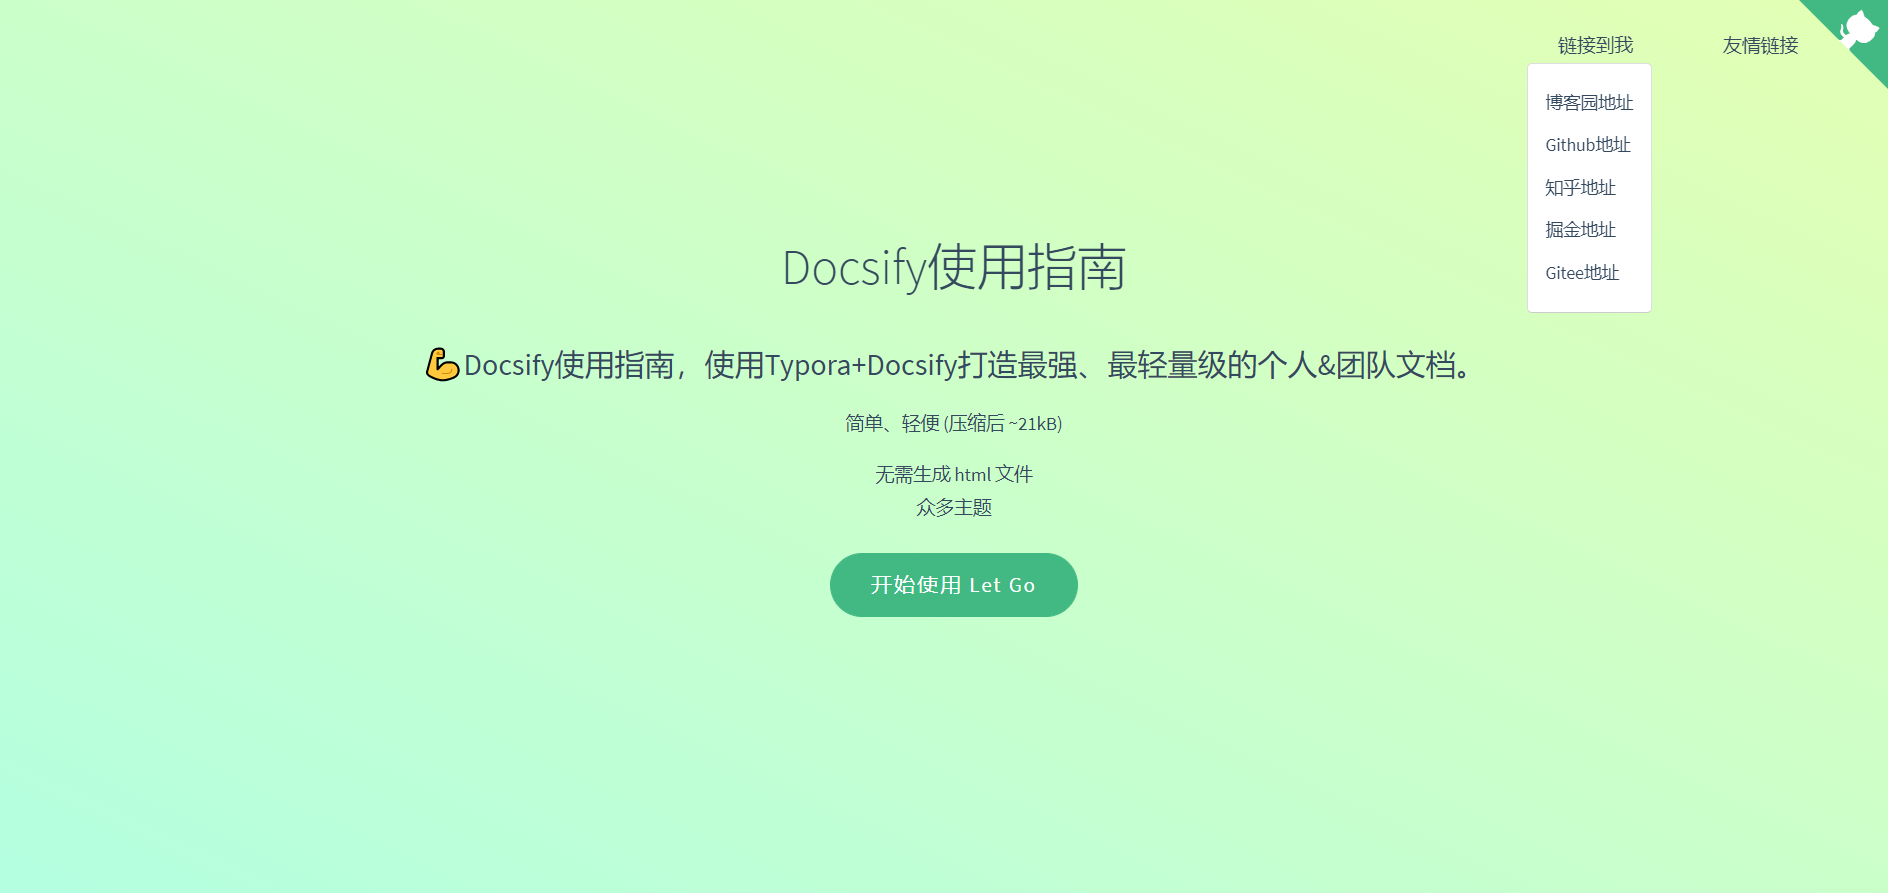 链接到我
友情链接
博客园地址
Github地址
知乎地址
掘金地址
Gitee地址
Docsify使用指南
💪Docsify使用指南，使用Typora+Docsify打造最强、最轻量级的个人&团队文档。
简单、轻便 (压缩后 ~21kB)
无需生成 html 文件
众多主题
开始使用 Let Go